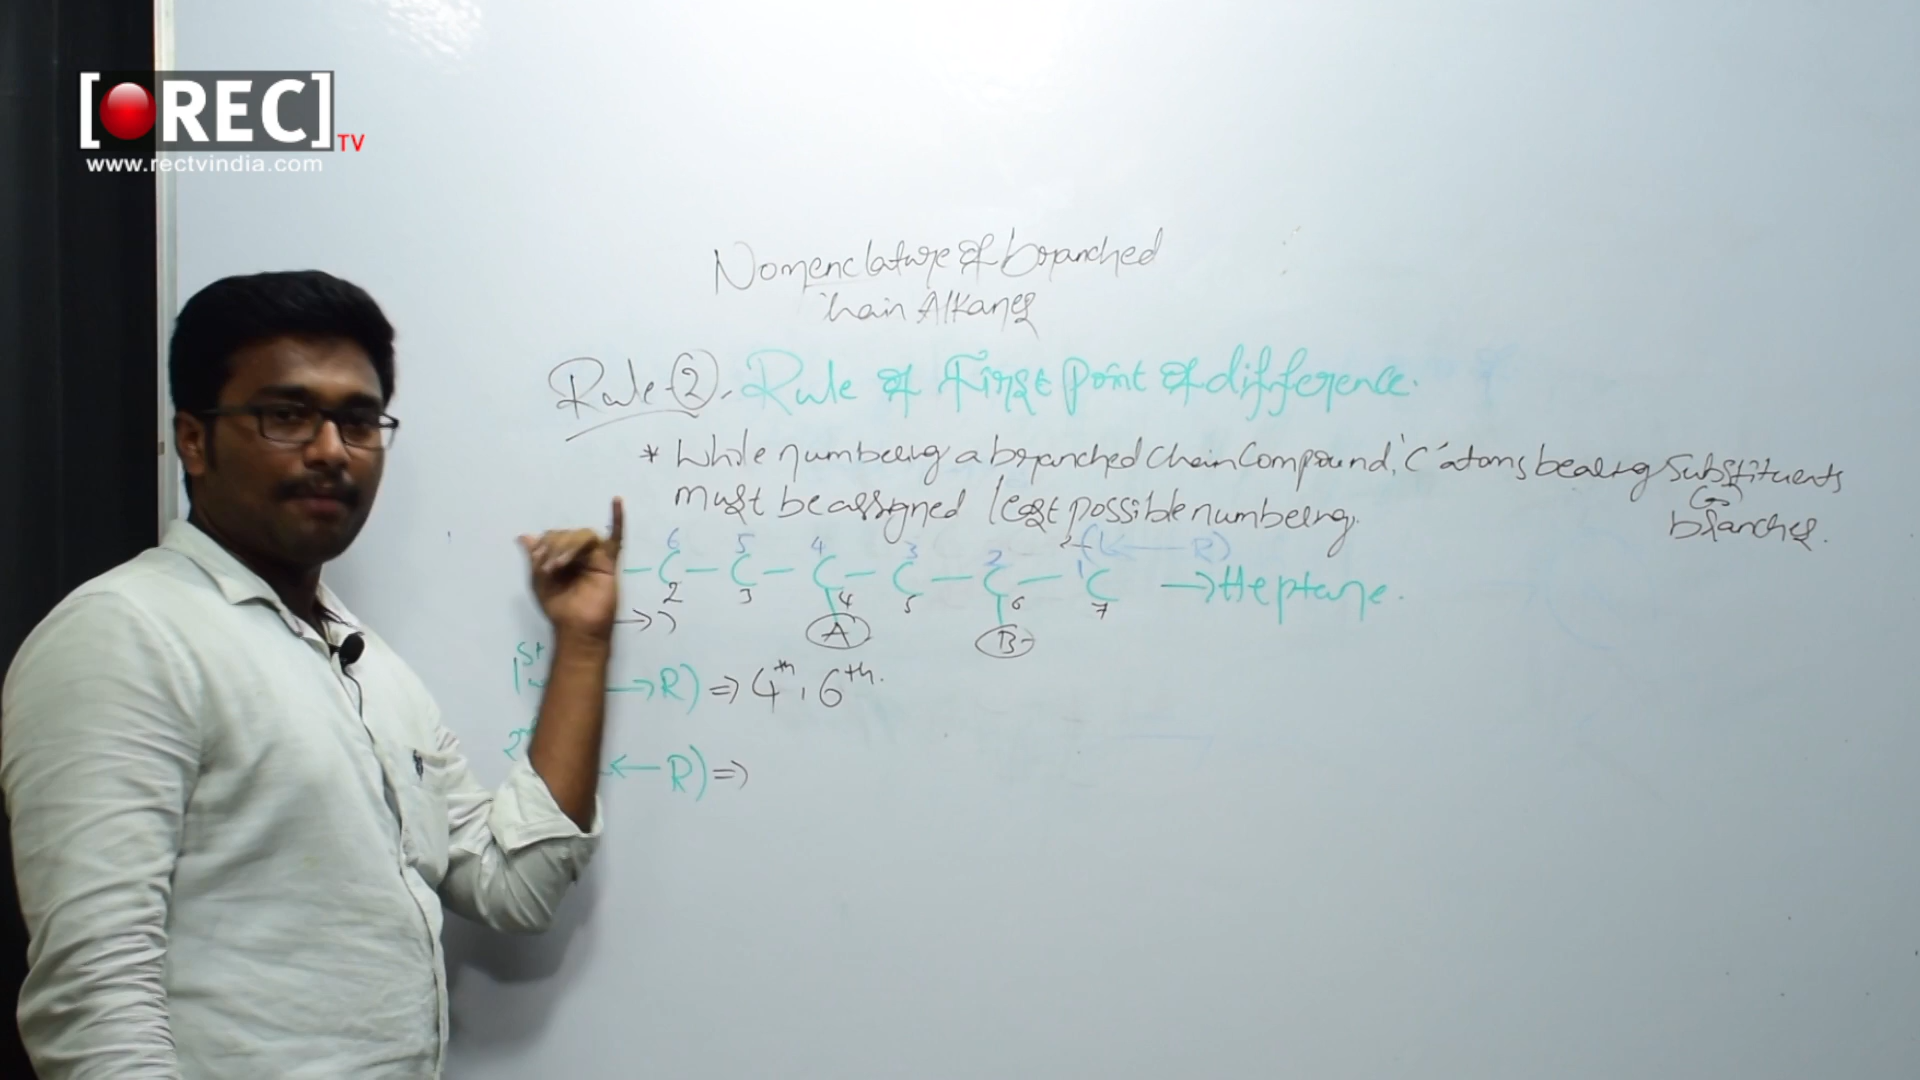 [REC]
TV
www.rectvindia.com
Nomenclature of branched
chain Alkanes
Rule-2. Rule of First point of difference.
* While numbering a branched chain compound, 'C' atoms bearing substituents
(or)
must be assigned least possible numbering.
branches.
(L ← R)
6 5 4 3 2 1
— C — C — C — C — C — C → Heptane.
2 3 4 5 6 7
→)
A B
1st
→ R) ⇒ 4th, 6th.
← R) ⇒